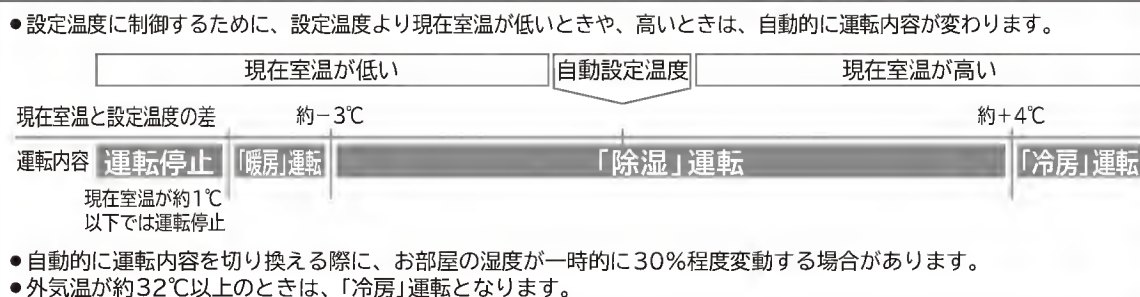 ●設定温度に制御するために、設定温度より現在室温が低いときや、高いときは、自動的に運転内容が変わります。
現在室温が低い 自動設定温度 現在室温が高い
現在室温と設定温度の差 約−3℃ 約+4℃
運転内容 運転停止 「暖房」運転 「除湿」運転 「冷房」運転
現在室温が約1℃
以下では運転停止
●自動的に運転内容を切り換える際に、お部屋の湿度が一時的に30%程度変動する場合があります。
●外気温が約32℃以上のときは、「冷房」運転となります。